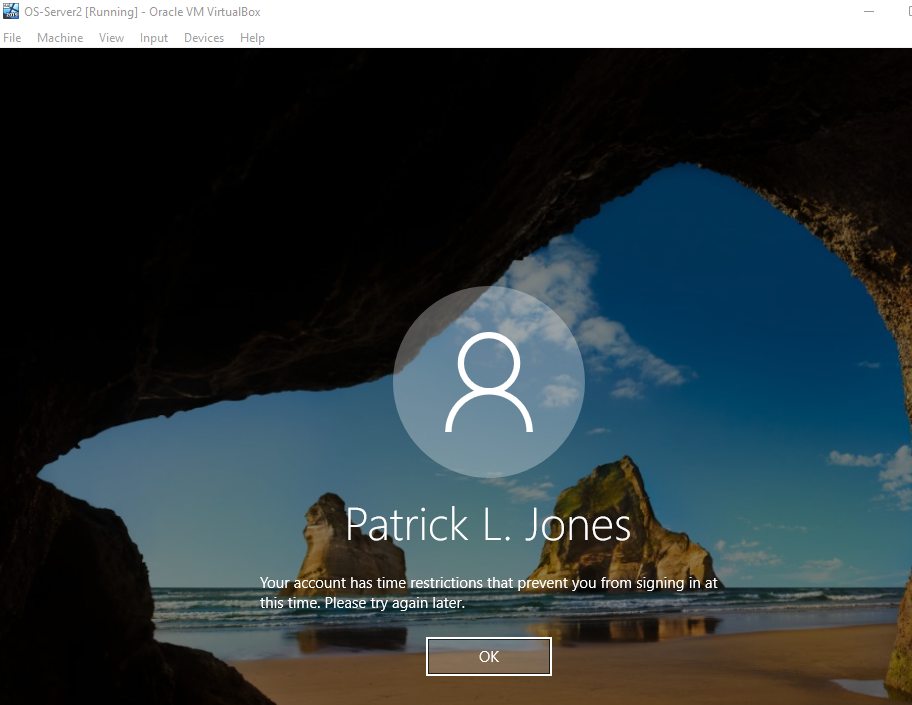 OS-Server2 [Running] - Oracle VM VirtualBox
File Machine View Input Devices Help
Patrick L. Jones
Your account has time restrictions that prevent you from signing in at
this time. Please try again later.
OK